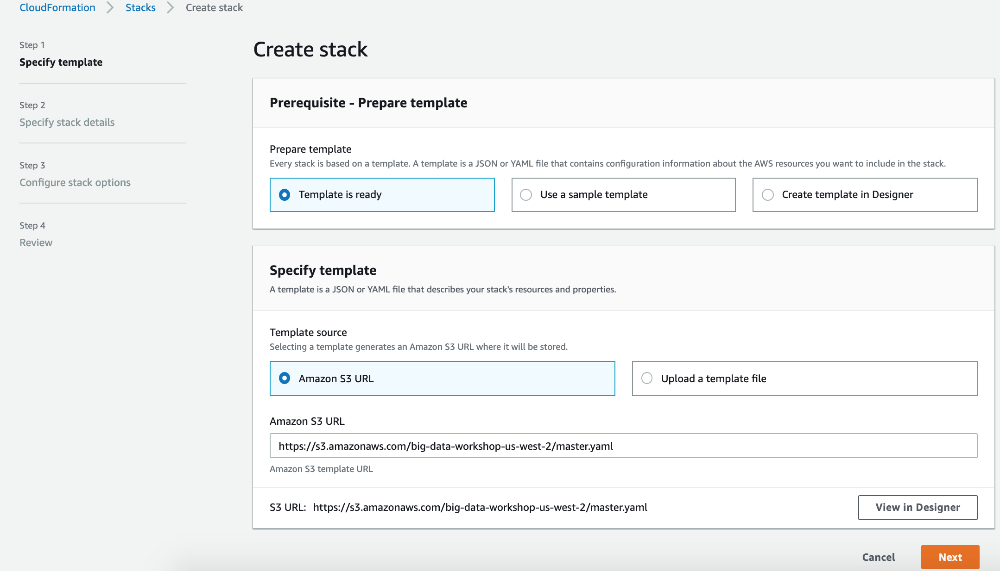 CloudFormation > Stacks > Create stack
Step 1
Specify template
Step 2
Specify stack details
Step 3
Configure stack options
Step 4
Review
Create stack
Prerequisite - Prepare template
Prepare template
Every stack is based on a template. A template is a JSON or YAML file that contains configuration information about the AWS resources you want to include in the stack.
Template is ready
Use a sample template
Create template in Designer
Specify template
A template is a JSON or YAML file that describes your stack's resources and properties.
Template source
Selecting a template generates an Amazon S3 URL where it will be stored.
Amazon S3 URL
Upload a template file
Amazon S3 URL
https://s3.amazonaws.com/big-data-workshop-us-west-2/master.yaml
Amazon S3 template URL
S3 URL: https://s3.amazonaws.com/big-data-workshop-us-west-2/master.yaml
View in Designer
Cancel
Next